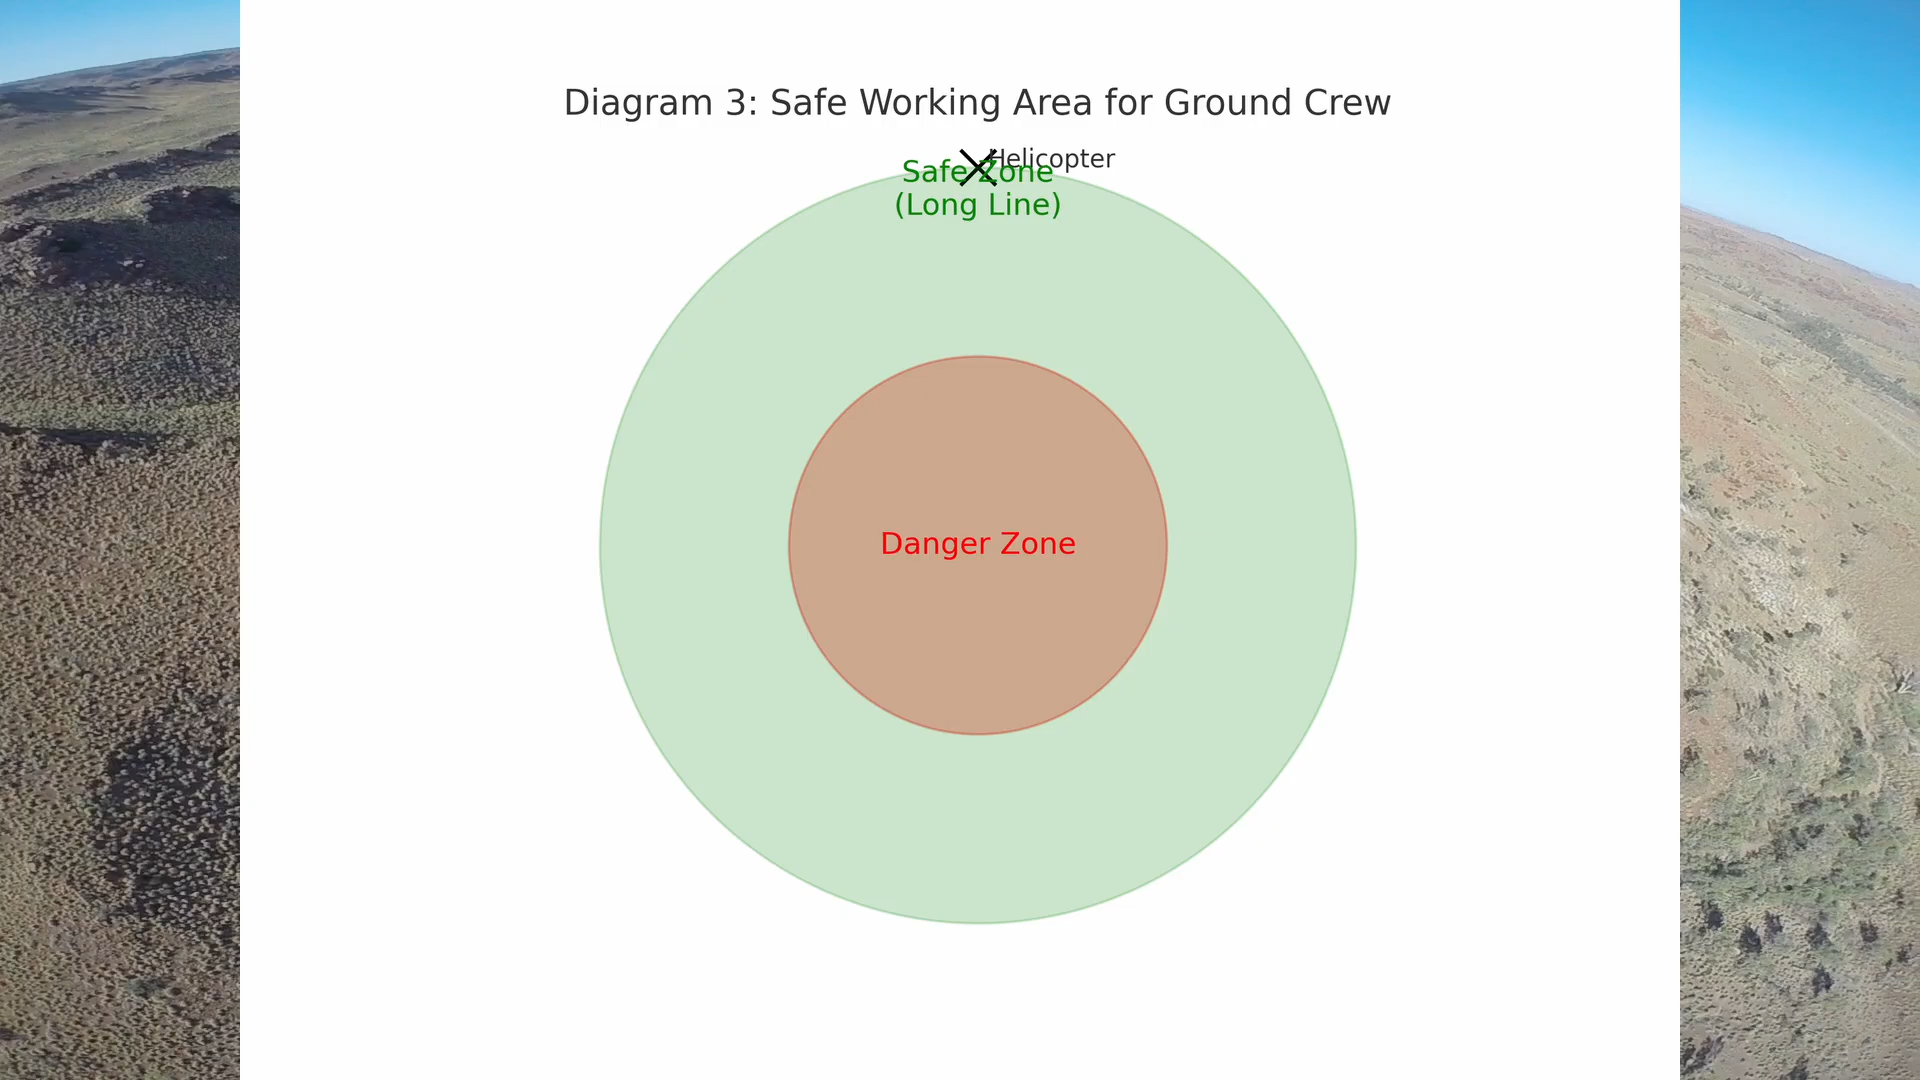 Diagram 3: Safe Working Area for Ground Crew
Helicopter
Safe Zone
(Long Line)
Danger Zone